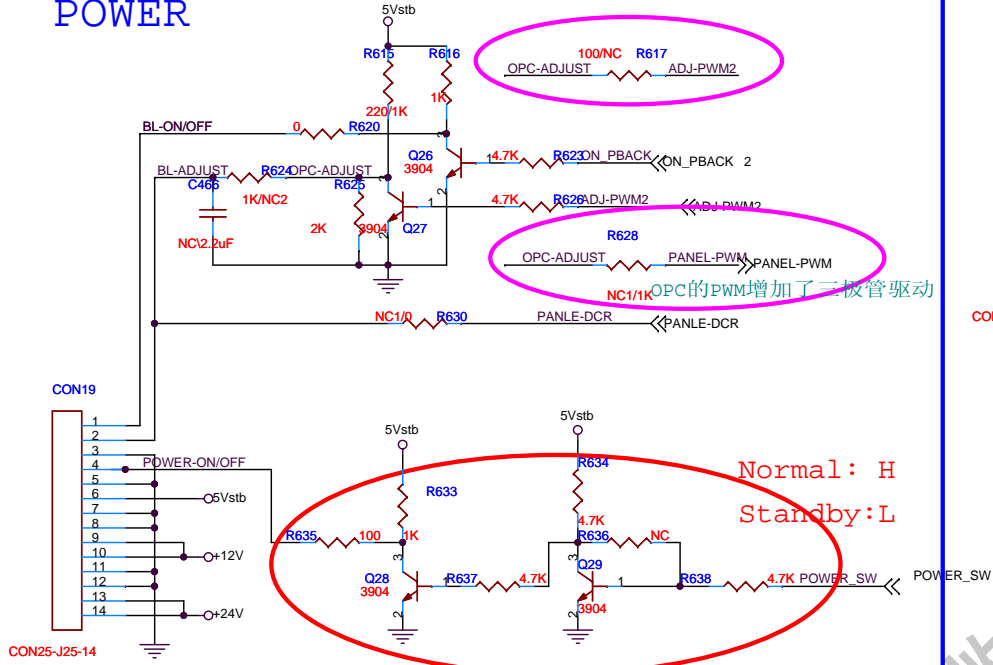 POWER
5Vstb
R615
R616
100/NC
R617
OPC-ADJUST
ADJ-PWM2
220/1K
1K
BL-ON/OFF
0
R620
3
Q26
3904
1
4.7K
R623
ON_PBACK
ON_PBACK 2
2
BL-ADJUST
R624
OPC-ADJUST
C466
1K/NC2
R625
3
2K
3904
Q27
2
1
4.7K
R626
ADJ-PWM2
ADJ-PWM2
NC\2.2uF
R628
OPC-ADJUST
PANEL-PWM
PANEL-PWM
NC1/1K
OPC的PWM增加了三极管驱动
NC1/0
R630
PANLE-DCR
PANLE-DCR
CON19
1
2
3
4
5
6
7
8
9
10
11
12
13
14
POWER-ON/OFF
5Vstb
+12V
+24V
CON25-J25-14
5Vstb
5Vstb
R633
R634
Normal: H
Standby:L
4.7K
R635
100
1K
R636
NC
3
3
Q28
3904
1
R637
4.7K
Q29
3904
1
R638
4.7K
POWER_SW
POWER_SW
2
2